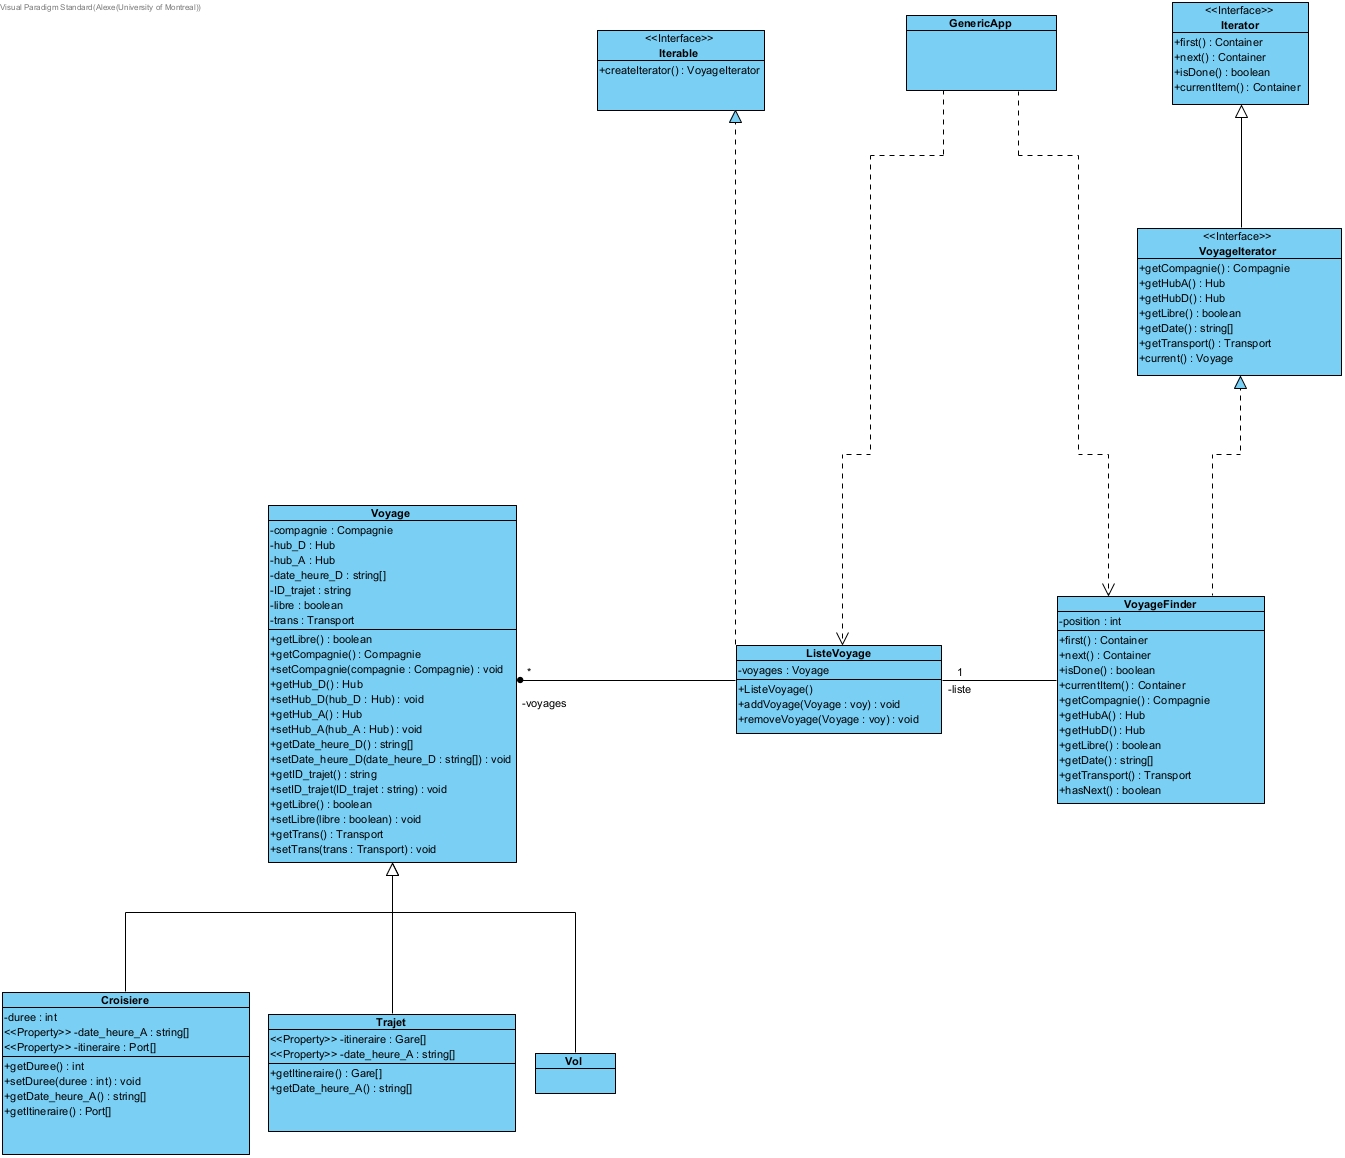 Visual Paradigm Standard(Alexe(University of Montreal))
<<Interface>>
Iterable
+createIterator() : VoyageIterator
GenericApp
<<Interface>>
Iterator
+first() : Container
+next() : Container
+isDone() : boolean
+currentItem() : Container
<<Interface>>
VoyageIterator
+getCompagnie() : Compagnie
+getHubA() : Hub
+getHubD() : Hub
+getLibre() : boolean
+getDate() : string[]
+getTransport() : Transport
+current() : Voyage
Voyage
-compagnie : Compagnie
-hub_D : Hub
-hub_A : Hub
-date_heure_D : string[]
-ID_trajet : string
-libre : boolean
-trans : Transport
+getLibre() : boolean
+getCompagnie() : Compagnie
+setCompagnie(compagnie : Compagnie) : void
+getHub_D() : Hub
+setHub_D(hub_D : Hub) : void
+getHub_A() : Hub
+setHub_A(hub_A : Hub) : void
+getDate_heure_D() : string[]
+setDate_heure_D(date_heure_D : string[]) : void
+getID_trajet() : string
+setID_trajet(ID_trajet : string) : void
+getLibre() : boolean
+setLibre(libre : boolean) : void
+getTrans() : Transport
+setTrans(trans : Transport) : void
*
-voyages
ListeVoyage
-voyages : Voyage
+ListeVoyage()
+addVoyage(Voyage : voy) : void
+removeVoyage(Voyage : voy) : void
1
-liste
VoyageFinder
-position : int
+first() : Container
+next() : Container
+isDone() : boolean
+currentItem() : Container
+getCompagnie() : Compagnie
+getHubA() : Hub
+getHubD() : Hub
+getLibre() : boolean
+getDate() : string[]
+getTransport() : Transport
+hasNext() : boolean
Croisiere
-duree : int
<<Property>> -date_heure_A : string[]
<<Property>> -itineraire : Port[]
+getDuree() : int
+setDuree(duree : int) : void
+getDate_heure_A() : string[]
+getItineraire() : Port[]
Trajet
<<Property>> -itineraire : Gare[]
<<Property>> -date_heure_A : string[]
+getItineraire() : Gare[]
+getDate_heure_A() : string[]
Vol